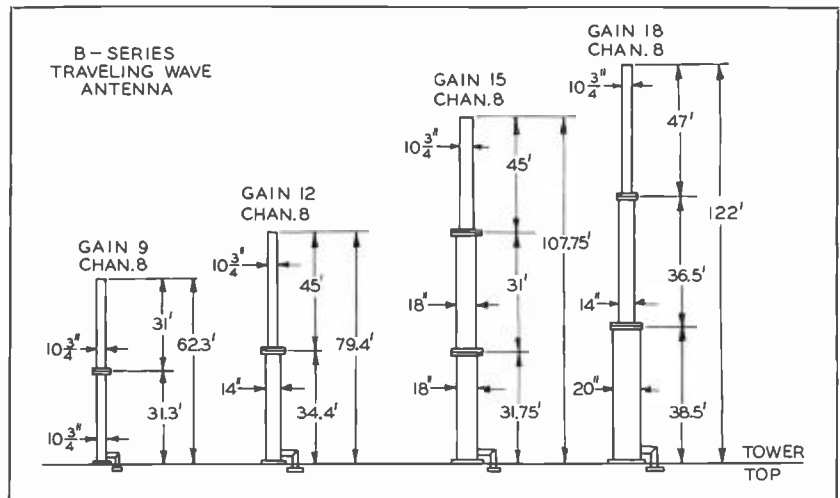 B-SERIES
TRAVELING WAVE
ANTENNA
GAIN 9
CHAN.8
10 3/4"
10 3/4"
31'
31.3'
62.3'
GAIN 12
CHAN.8
10 3/4"
14"
45'
34.4'
79.4'
GAIN 15
CHAN.8
10 3/4"
18"
18"
45'
31'
31.75'
107.75'
GAIN 18
CHAN.8
10 3/4"
14"
20"
47'
36.5'
38.5'
122'
TOWER
TOP